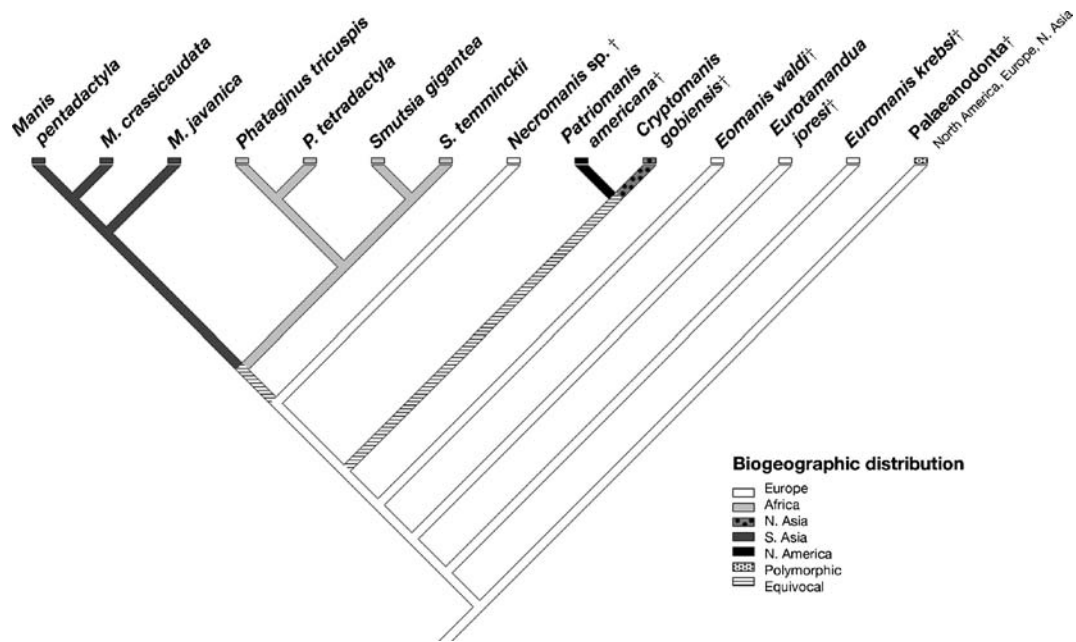 Manis
pentadactyla
M. crassicaudata
M. javanica
Phataginus tricuspis
P. tetradactyla
Smutsia gigantea
S. temminckii
Necromanis sp. †
Patriomanis
americana†
Cryptomanis
gobiensis†
Eomanis waldi†
Eurotamandua
joresi†
Euromanis krebsi†
Palaeanodonta†
North America, Europe, N. Asia
Biogeographic distribution
Europe
Africa
N. Asia
S. Asia
N. America
Polymorphic
Equivocal